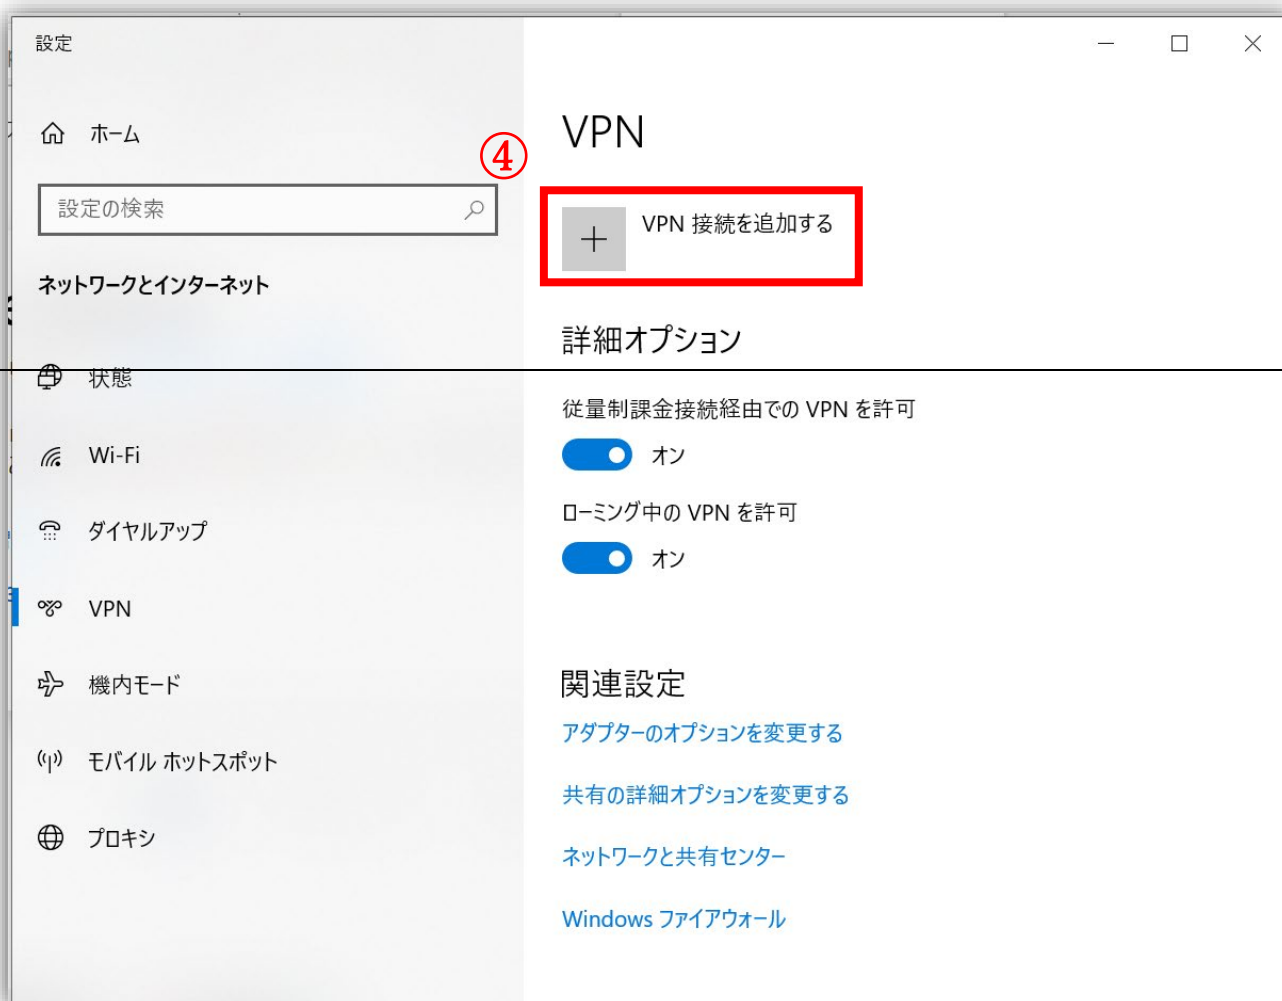 設定
ホーム
設定の検索
ネットワークとインターネット
状態
Wi-Fi
ダイヤルアップ
VPN
機内モード
モバイル ホットスポット
プロキシ
VPN
④
VPN 接続を追加する
詳細オプション
従量制課金接続経由での VPN を許可
オン
ローミング中の VPN を許可
オン
関連設定
アダプターのオプションを変更する
共有の詳細オプションを変更する
ネットワークと共有センター
Windows ファイアウォール